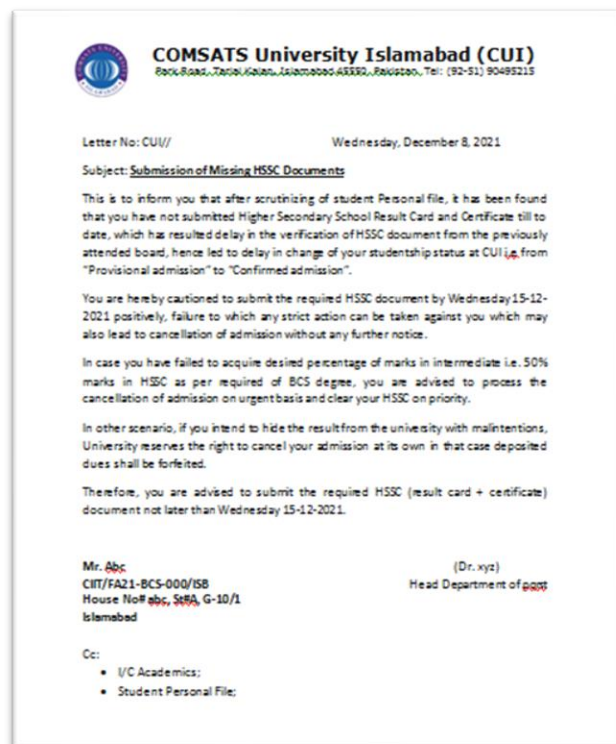 COMSATS University Islamabad (CUI)
Park Road, Tarlai Kalan, Islamabad 45550, Pakistan, Tel: (92-51) 90495215
Letter No: CUI// Wednesday, December 8, 2021
Subject: Submission of Missing HSSC Documents
This is to inform you that after scrutinizing of student Personal file, it has been found
that you have not submitted Higher Secondary School Result Card and Certificate till to
date, which has resulted delay in the verification of HSSC document from the previously
attended board, hence led to delay in change of your studentship status at CUI i.e. from
"Provisional admission" to "Confirmed admission".
You are hereby cautioned to submit the required HSSC document by Wednesday 15-12-
2021 positively, failure to which any strict action can be taken against you which may
also lead to cancellation of admission without any further notice.
In case you have failed to acquire desired percentage of marks in intermediate i.e. 50%
marks in HSSC as per required of BCS degree, you are advised to process the
cancellation of admission on urgent basis and clear your HSSC on priority.
In other scenario, if you intend to hide the result from the university with malintentions,
University reserves the right to cancel your admission at its own in that case deposited
dues shall be forfeited.
Therefore, you are advised to submit the required HSSC (result card + certificate)
document not later than Wednesday 15-12-2021.
Mr. Abc (Dr. xyz)
CIIT/FA21-BCS-000/ISB Head Department of post
House No# abc, St#A, G-10/1
Islamabad
Cc:
• I/C Academics;
• Student Personal File;